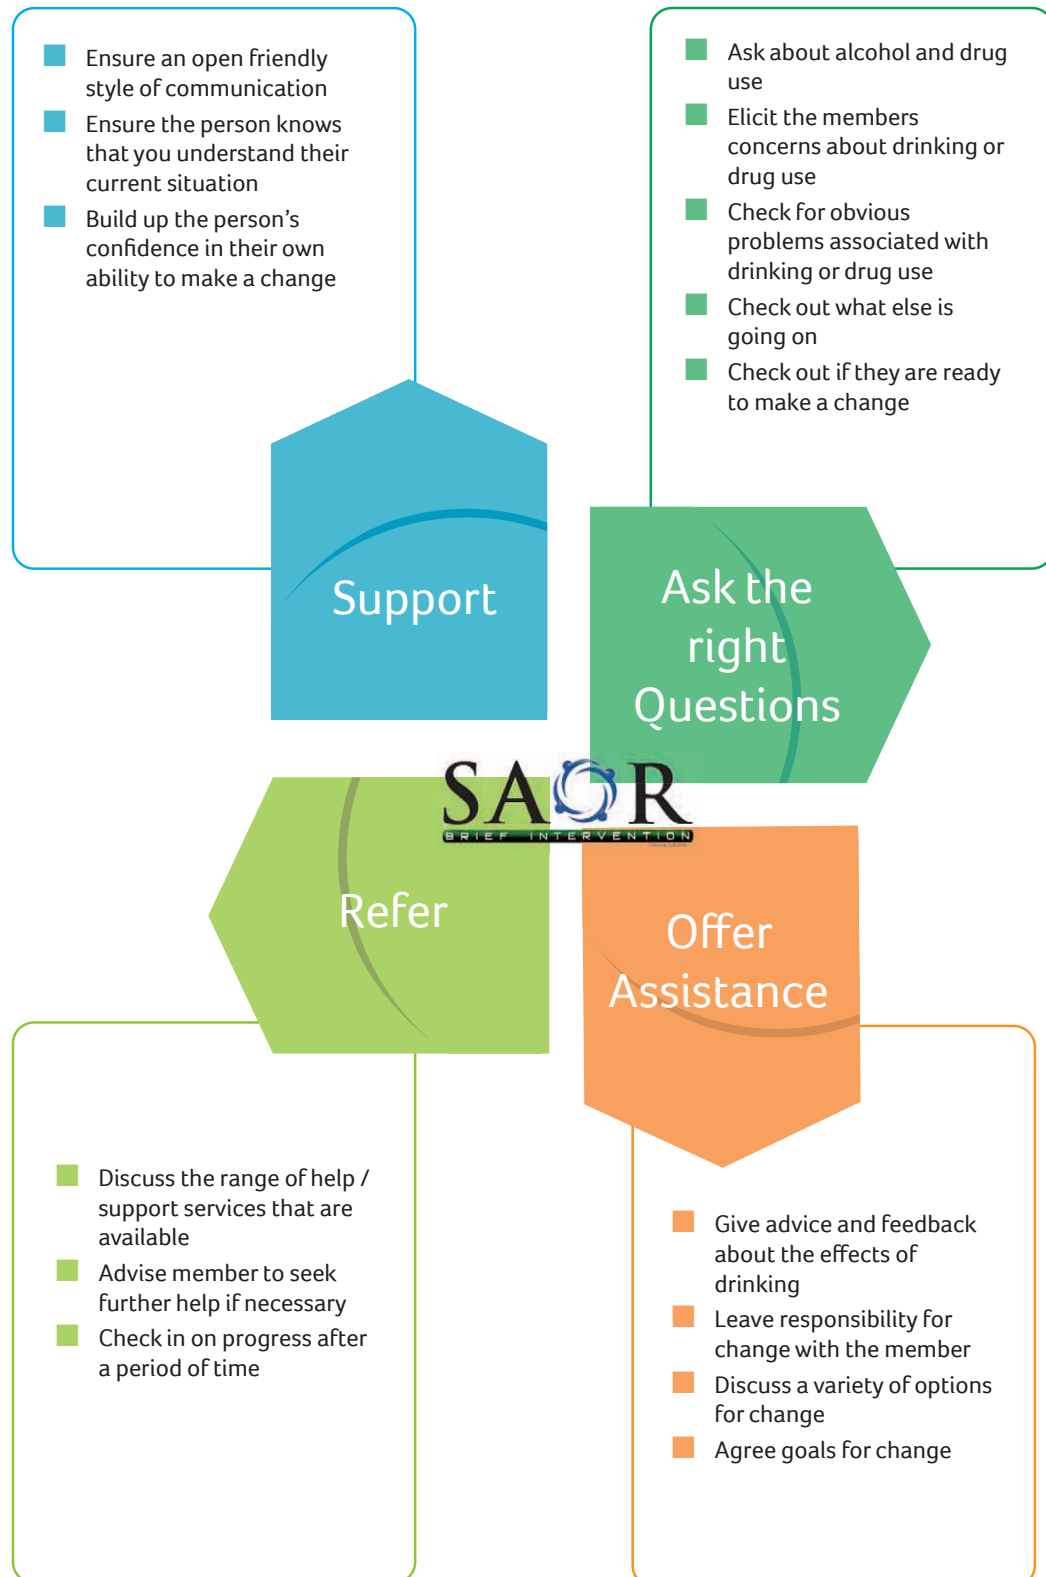 Ensure an open friendly
style of communication
Ensure the person knows
that you understand their
current situation
Build up the person’s
confidence in their own
ability to make a change
Support
Ask about alcohol and drug
use
Elicit the members
concerns about drinking or
drug use
Check for obvious
problems associated with
drinking or drug use
Check out what else is
going on
Check out if they are ready
to make a change
Ask the
right
Questions
SAOR
BRIEF INTERVENTION
Refer
Discuss the range of help /
support services that are
available
Advise member to seek
further help if necessary
Check in on progress after
a period of time
Offer
Assistance
Give advice and feedback
about the effects of
drinking
Leave responsibility for
change with the member
Discuss a variety of options
for change
Agree goals for change